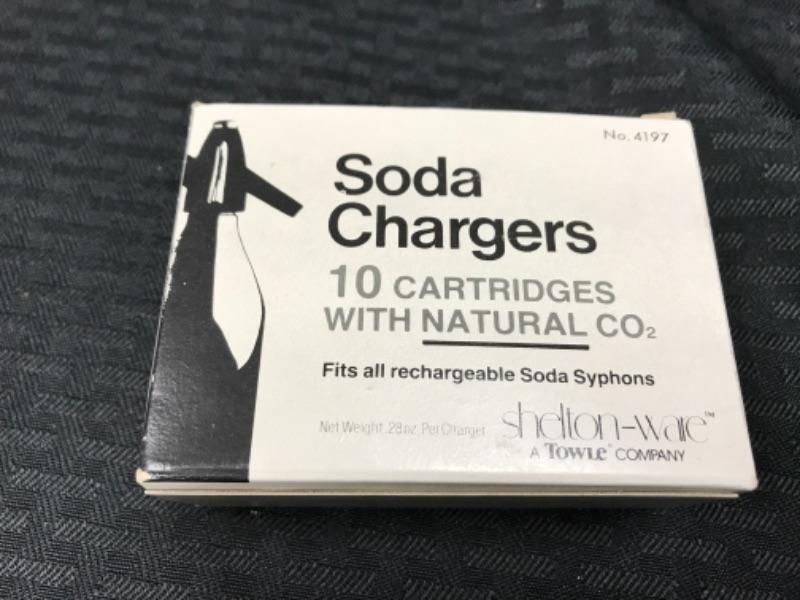 No. 4197
Soda
Chargers
10 CARTRIDGES
WITH NATURAL CO₂
Fits all rechargeable Soda Syphons
Net Weight .28 oz. Per Charger
shelton-ware™
A TOWLE® COMPANY